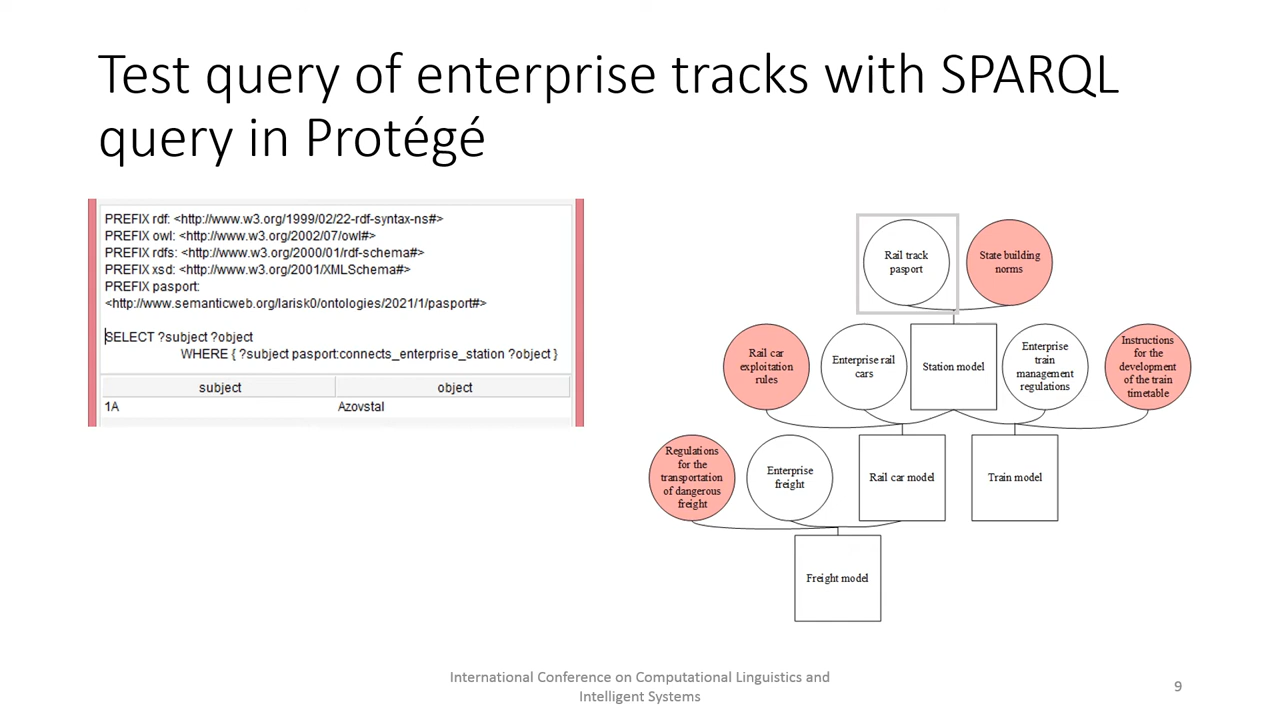 Test query of enterprise tracks with SPARQL
query in Protégé
PREFIX rdf: <http://www.w3.org/1999/02/22-rdf-syntax-ns#>
PREFIX owl: <http://www.w3.org/2002/07/owl#>
PREFIX rdfs: <http://www.w3.org/2000/01/rdf-schema#>
PREFIX xsd: <http://www.w3.org/2001/XMLSchema#>
PREFIX pasport:
<http://www.semanticweb.org/larisk0/ontologies/2021/1/pasport#>
SELECT ?subject ?object
WHERE { ?subject pasport:connects_enterprise_station ?object }
subject object
1A Azovstal
Rail track
pasport
State building
norms
Rail car
exploitation
rules
Enterprise rail
cars
Station model
Enterprise
train
management
regulations
Instructions
for the
development
of the train
timetable
Regulations
for the
transportation
of dangerous
freight
Enterprise
freight
Rail car model
Train model
Freight model
International Conference on Computational Linguistics and
Intelligent Systems
9